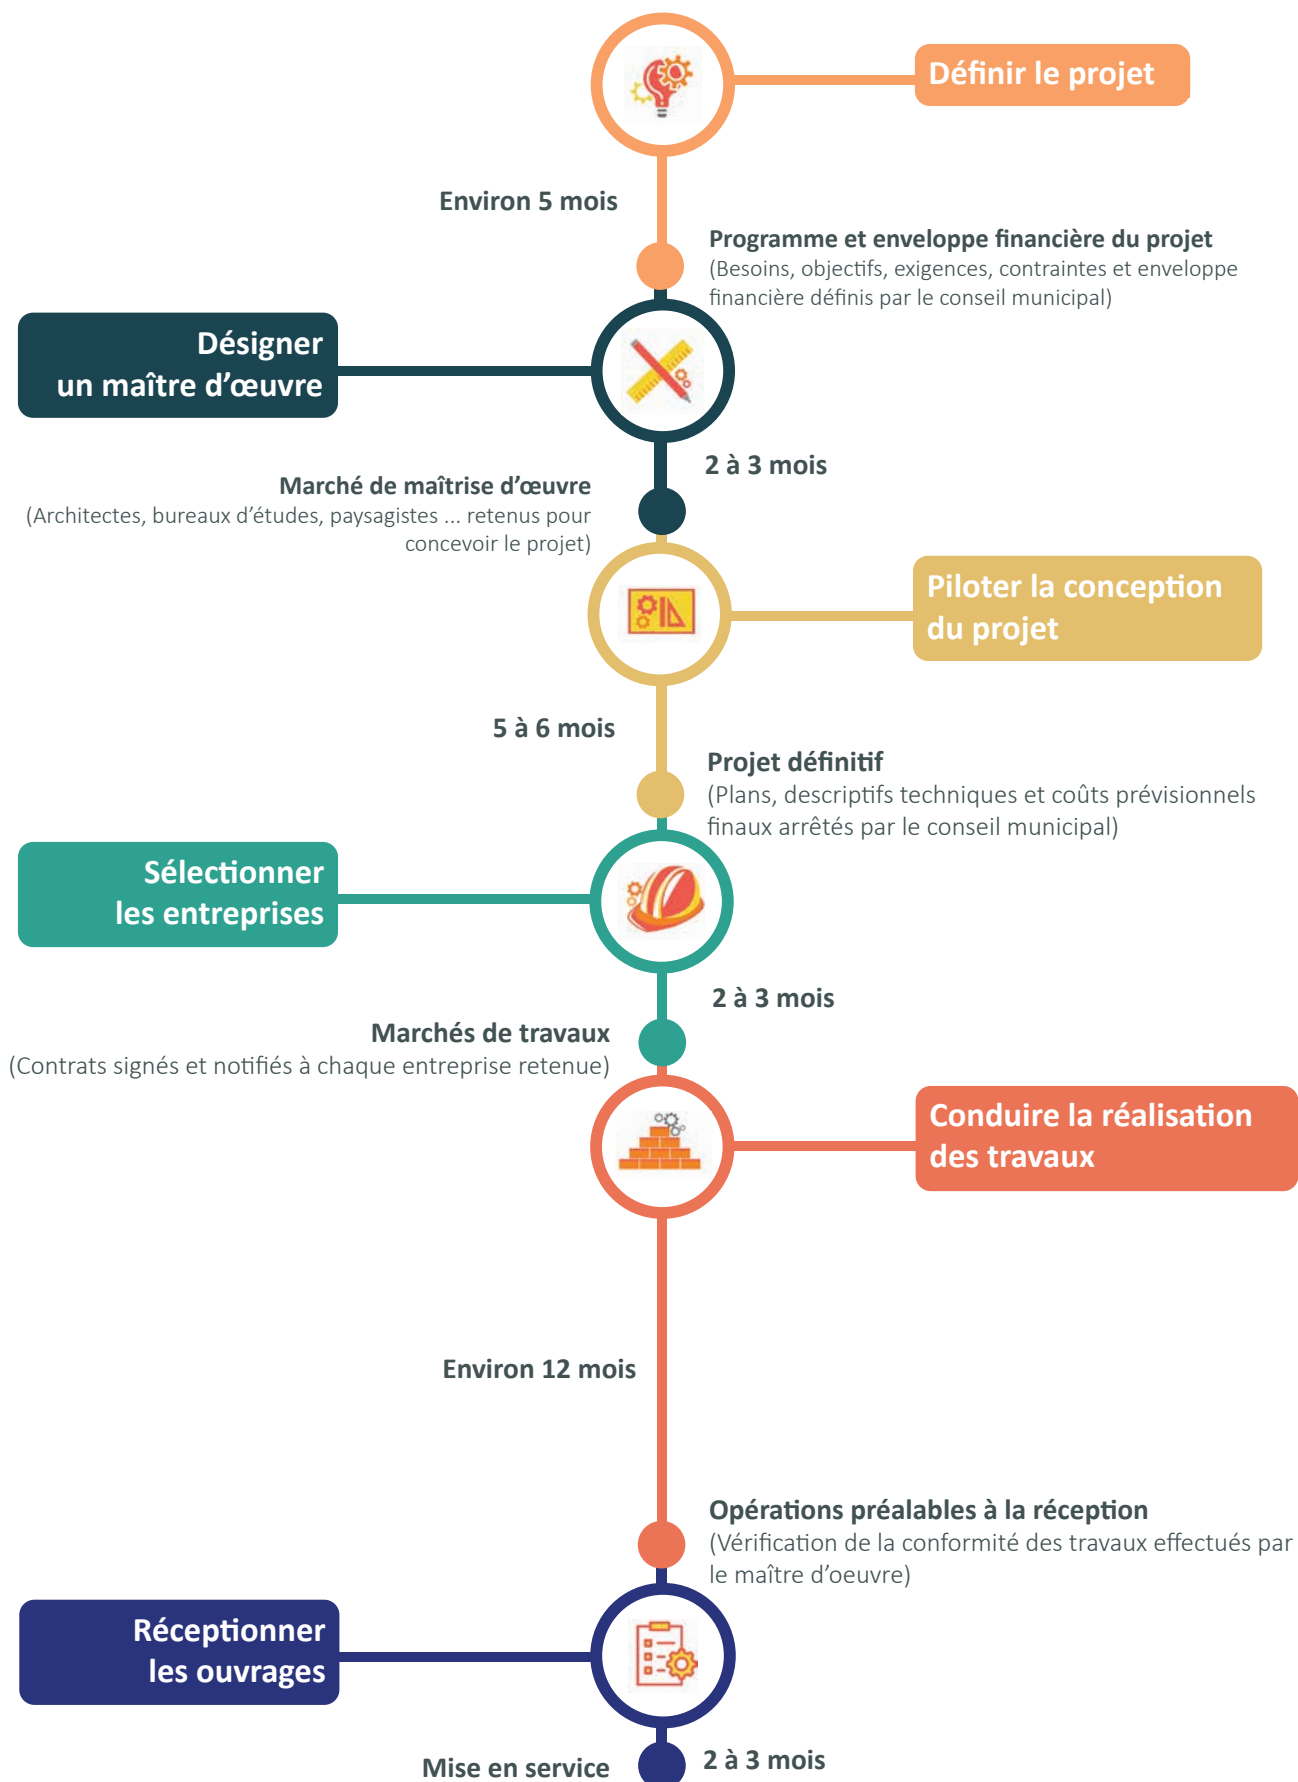 Définir le projet
Environ 5 mois
Programme et enveloppe financière du projet
(Besoins, objectifs, exigences, contraintes et enveloppe
financière définis par le conseil municipal)
Désigner
un maître d’œuvre
2 à 3 mois
Marché de maîtrise d’œuvre
(Architectes, bureaux d’études, paysagistes ... retenus pour
concevoir le projet)
Piloter la conception
du projet
5 à 6 mois
Projet définitif
(Plans, descriptifs techniques et coûts prévisionnels
finaux arrêtés par le conseil municipal)
Sélectionner
les entreprises
2 à 3 mois
Marchés de travaux
(Contrats signés et notifiés à chaque entreprise retenue)
Conduire la réalisation
des travaux
Environ 12 mois
Opérations préalables à la réception
(Vérification de la conformité des travaux effectués par
le maître d’oeuvre)
Réceptionner
les ouvrages
2 à 3 mois
Mise en service